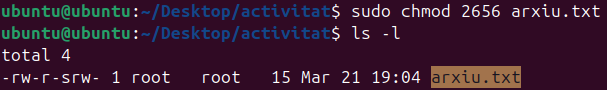 ubuntu@ubuntu:~/Desktop/activitat$ sudo chmod 2656 arxiu.txt
ubuntu@ubuntu:~/Desktop/activitat$ ls -l
total 4
-rw-r-srw- 1 root   root   15 Mar 21 19:04 arxiu.txt